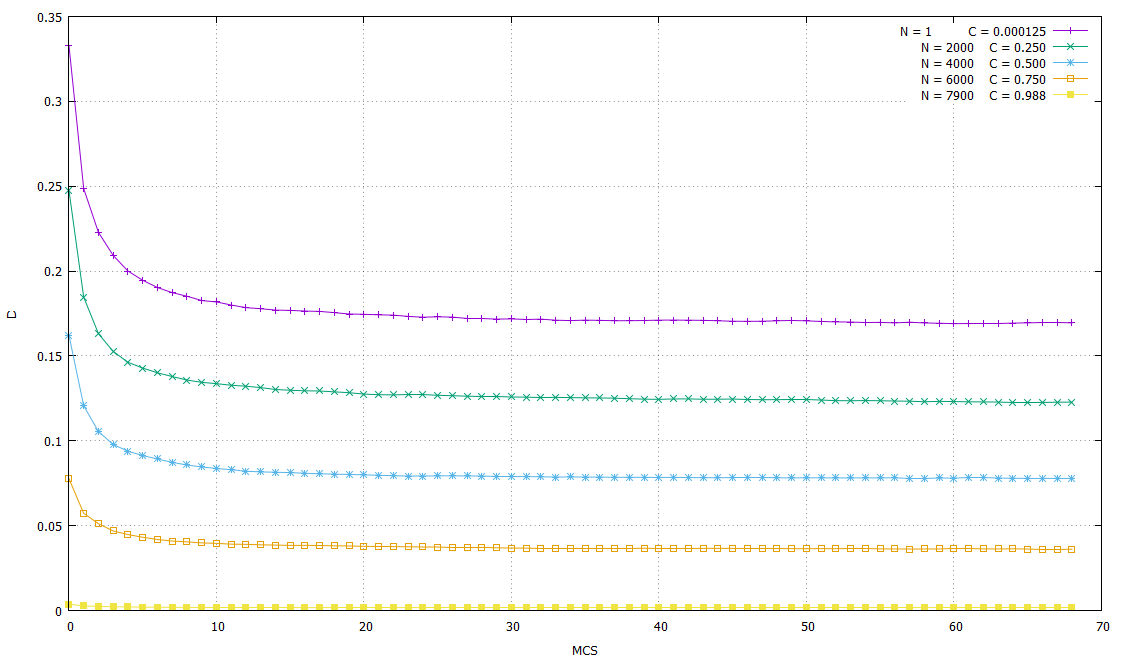 0.35
N = 1 C = 0.000125
N = 2000 C = 0.250
N = 4000 C = 0.500
N = 6000 C = 0.750
N = 7900 C = 0.988
0.3
0.25
0.2
C
0.15
0.1
0.05
0
0 10 20 30 40 50 60 70
MCS